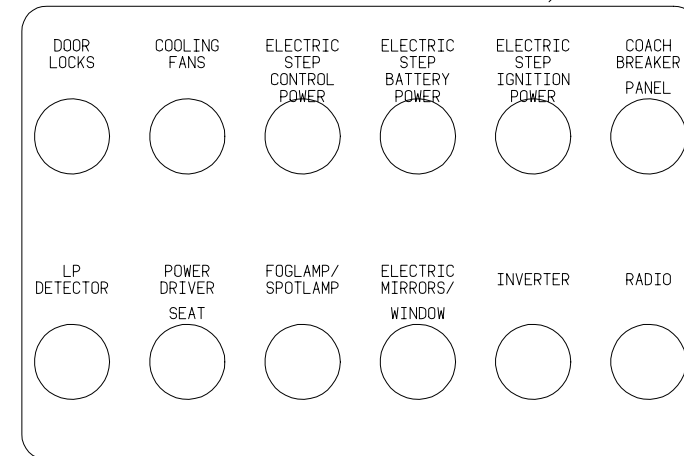 DOOR
LOCKS
COOLING
FANS
ELECTRIC
STEP
CONTROL
POWER
ELECTRIC
STEP
BATTERY
POWER
ELECTRIC
STEP
IGNITION
POWER
COACH
BREAKER
PANEL
LP
DETECTOR
POWER
DRIVER
SEAT
FOGLAMP/
SPOTLAMP
ELECTRIC
MIRRORS/
WINDOW
INVERTER
RADIO